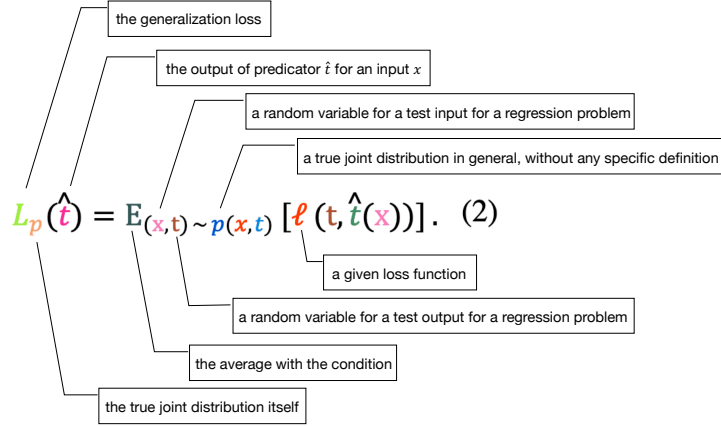 the generalization loss
the output of predicator t̂ for an input x
a random variable for a test input for a regression problem
a true joint distribution in general, without any specific definition
L_p(t̂) = E_(x,t)~p(x,t) [ℓ (t, t̂(x))] . (2)
a given loss function
a random variable for a test output for a regression problem
the average with the condition
the true joint distribution itself